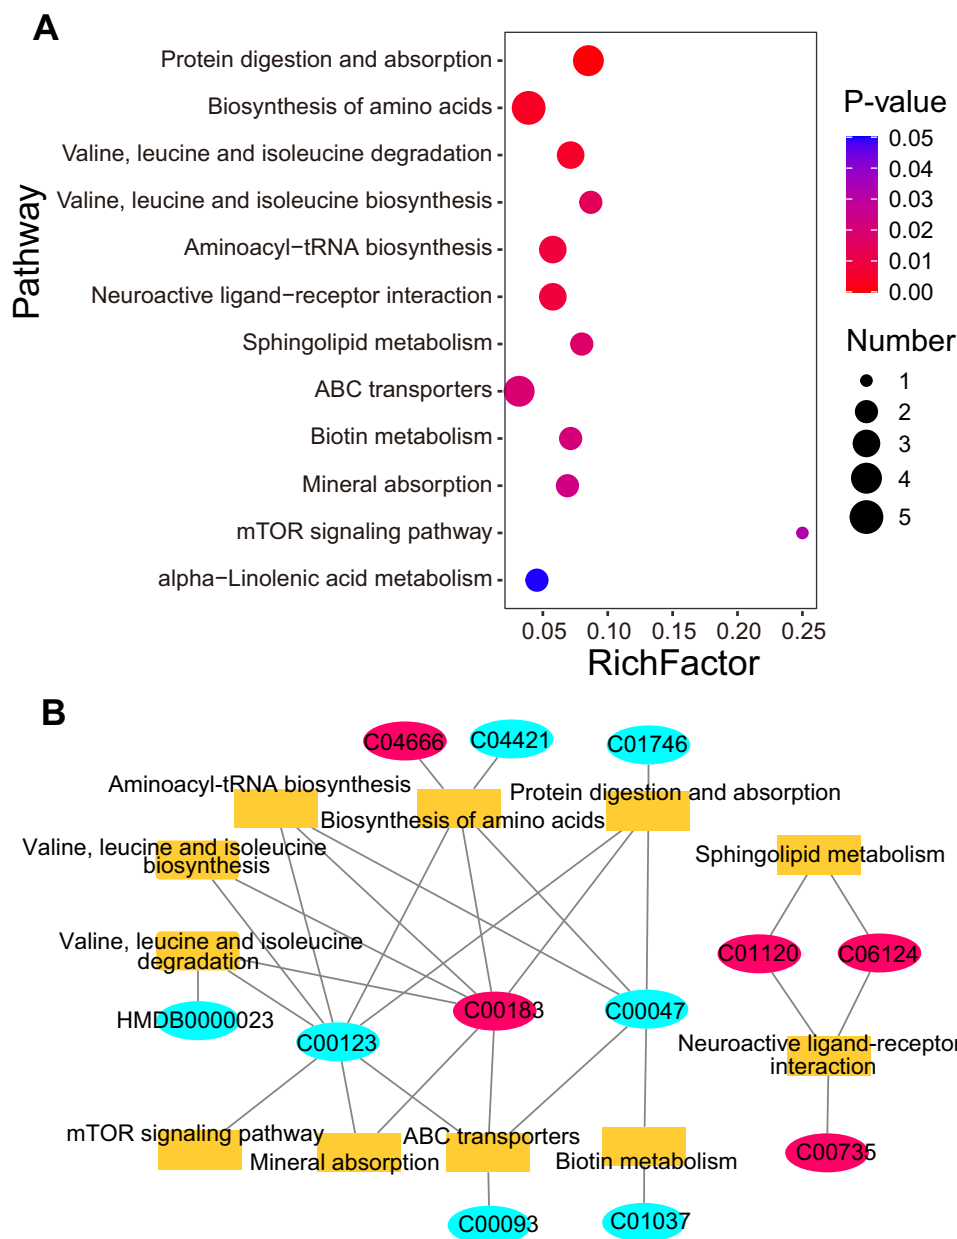 A
Pathway
Protein digestion and absorption
Biosynthesis of amino acids
Valine, leucine and isoleucine degradation
Valine, leucine and isoleucine biosynthesis
Aminoacyl−tRNA biosynthesis
Neuroactive ligand−receptor interaction
Sphingolipid metabolism
ABC transporters
Biotin metabolism
Mineral absorption
mTOR signaling pathway
alpha−Linolenic acid metabolism
0.05 0.10 0.15 0.20 0.25
RichFactor
P-value
0.05
0.04
0.03
0.02
0.01
0.00
Number
1
2
3
4
5
B
C04666
C04421
C01746
Aminoacyl-tRNA biosynthesis
Protein digestion and absorption
Biosynthesis of amino acids
Valine, leucine and isoleucine
biosynthesis
Sphingolipid metabolism
Valine, leucine and isoleucine
degradation
C01120
C06124
HMDB0000023
C00183
C00047
C00123
Neuroactive ligand-receptor
interaction
mTOR signaling pathway
Mineral absorption
ABC transporters
Biotin metabolism
C00735
C00093
C01037